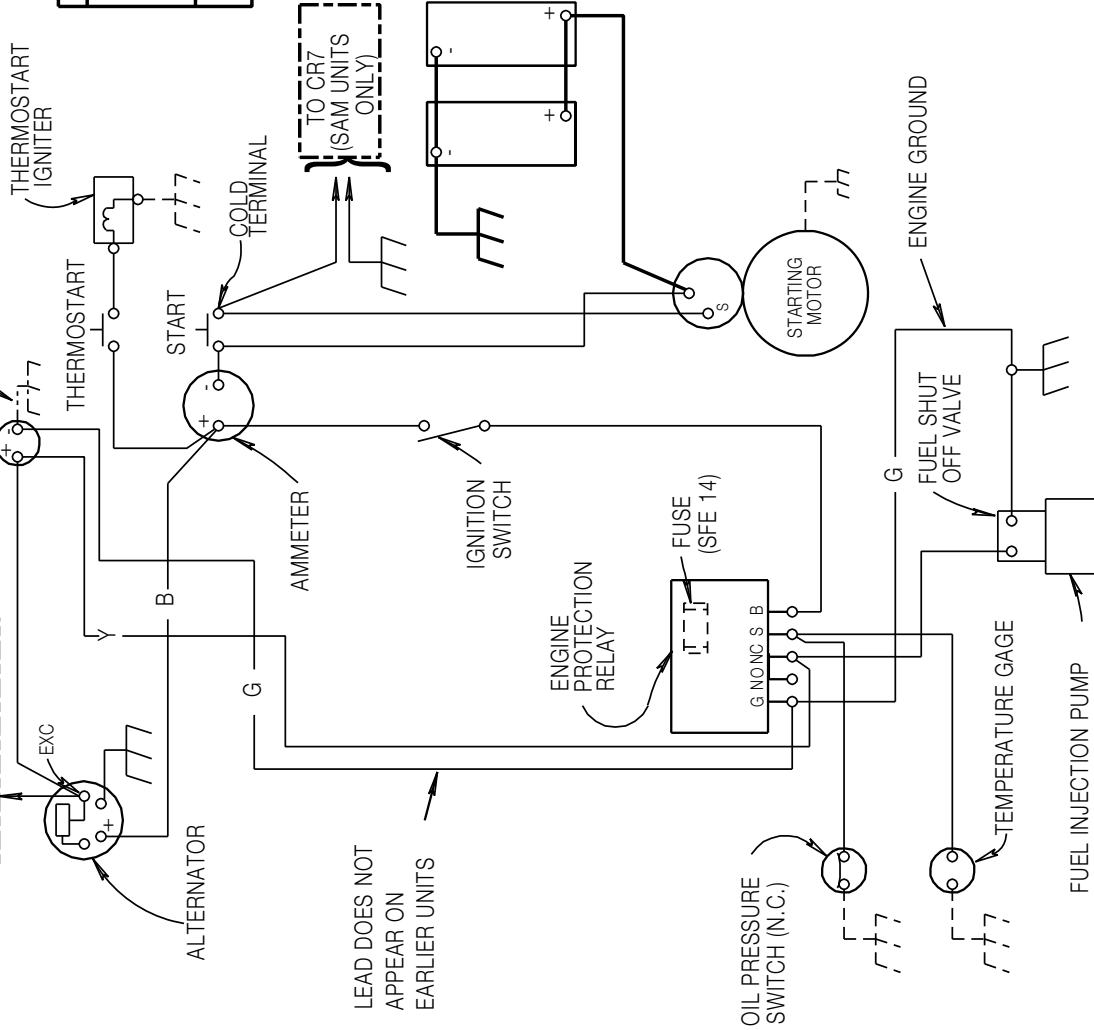 THERMOSTART
IGNITER
TO CR7
(SAM UNITS
ONLY)
+
-
+
-
COLD
TERMINAL
THERMOSTART
START
-
+
-
+
AMMETER
IGNITION
SWITCH
S
STARTING
MOTOR
ENGINE GROUND
G
FUEL SHUT
OFF VALVE
FUSE
(SFE 14)
ENGINE
PROTECTION
RELAY
G NO NC S B
B
Y
G
EXC
+
ALTERNATOR
LEAD DOES NOT
APPEAR ON
EARLIER UNITS
OIL PRESSURE
SWITCH (N.C.)
TEMPERATURE GAGE
FUEL INJECTION PUMP